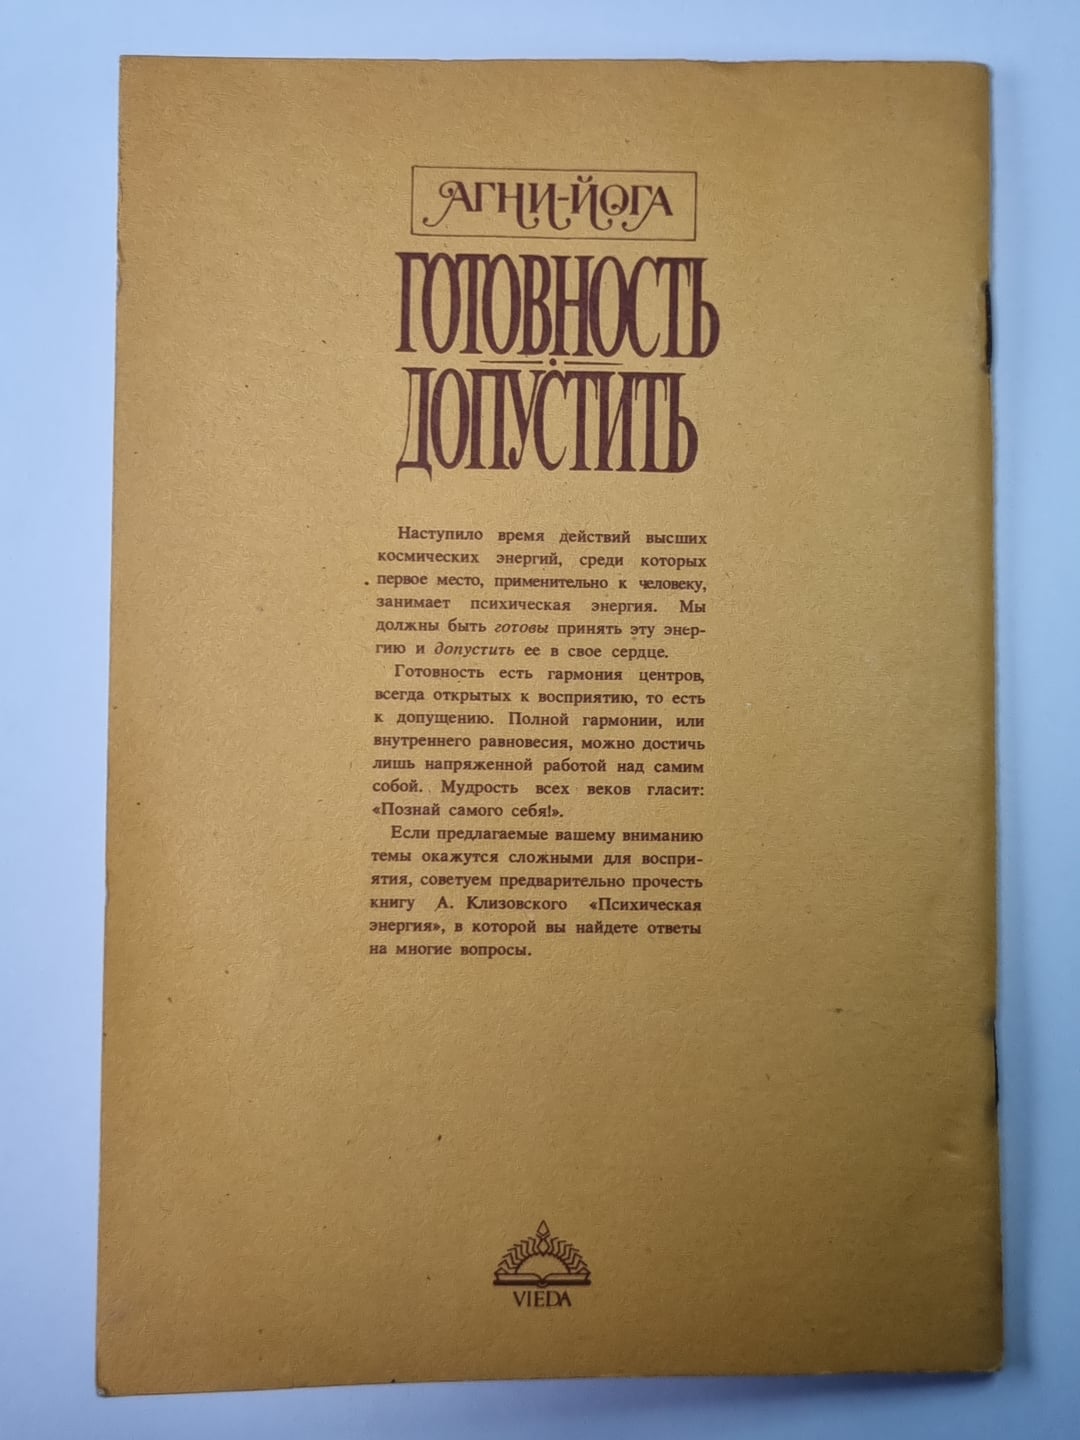 АГНИ-ЙОГА
ГОТОВНОСТЬ
ДОПУСТИТЬ
Наступило время действий высших
космических энергий, среди которых
первое место, применительно к человеку,
занимает психическая энергия. Мы
должны быть готовы принять эту энер-
гию и допустить ее в свое сердце.
Готовность есть гармония центров,
всегда открытых к восприятию, то есть
к допущению. Полной гармонии, или
внутреннего равновесия, можно достичь
лишь напряженной работой над самим
собой. Мудрость всех веков гласит:
«Познай самого себя!».
Если предлагаемые вашему вниманию
темы окажутся сложными для воспри-
ятия, советуем предварительно прочесть
книгу А. Клизовского «Психическая
энергия», в которой вы найдете ответы
на многие вопросы.
VIEDA